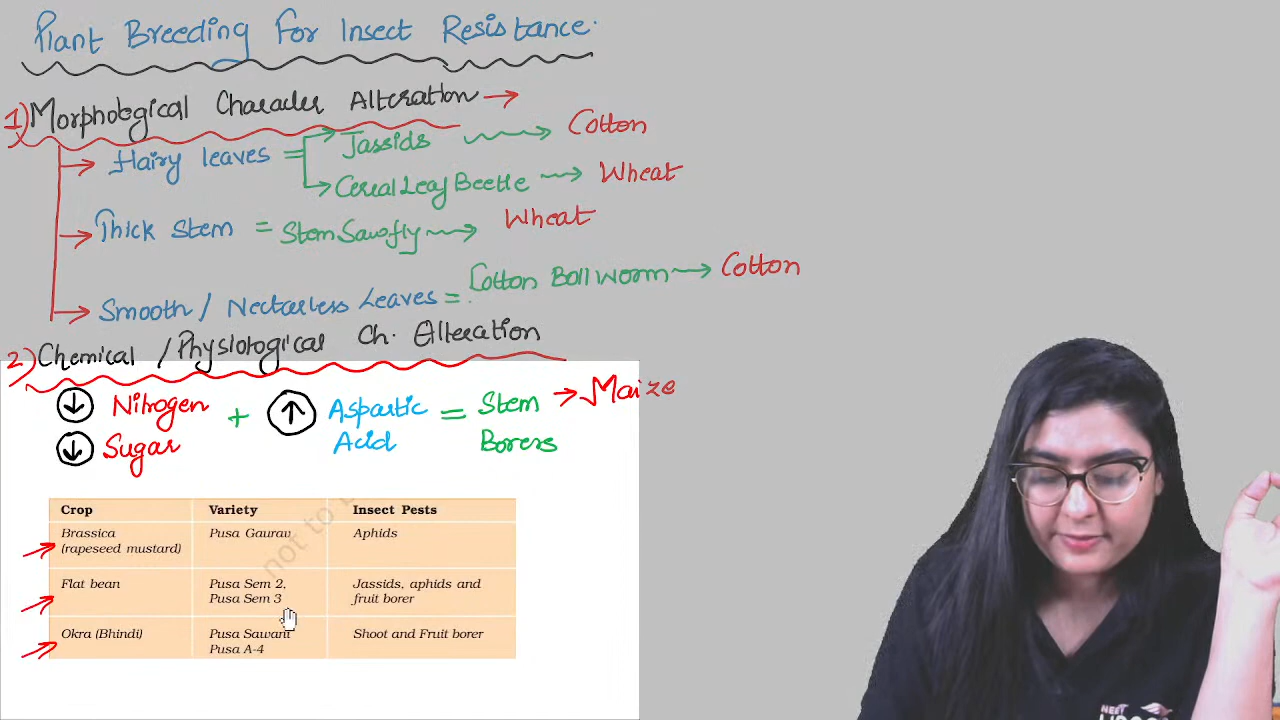 Plant Breeding For Insect Resistance.
1) Morphological Character Alteration →
→ Hairy leaves = → Jassids → Cotton
→ Cereal Leaf Beetle → Wheat
→ Thick stem = Stem Sawfly → Wheat
→ Smooth / Nectarless Leaves = Cotton Boll worm → Cotton
2) Chemical / Physiological Ch. Alteration
↓ Nitrogen + ↑ Aspartic = Stem → Maize
↓ Sugar Acid Borers
Crop Variety Insect Pests
Brassica Pusa Gaurav Aphids
(rapeseed mustard)
Flat bean Pusa Sem 2, Jassids, aphids and
Pusa Sem 3 fruit borer
Okra (Bhindi) Pusa Sawani Shoot and Fruit borer
Pusa A-4
not to
NEET